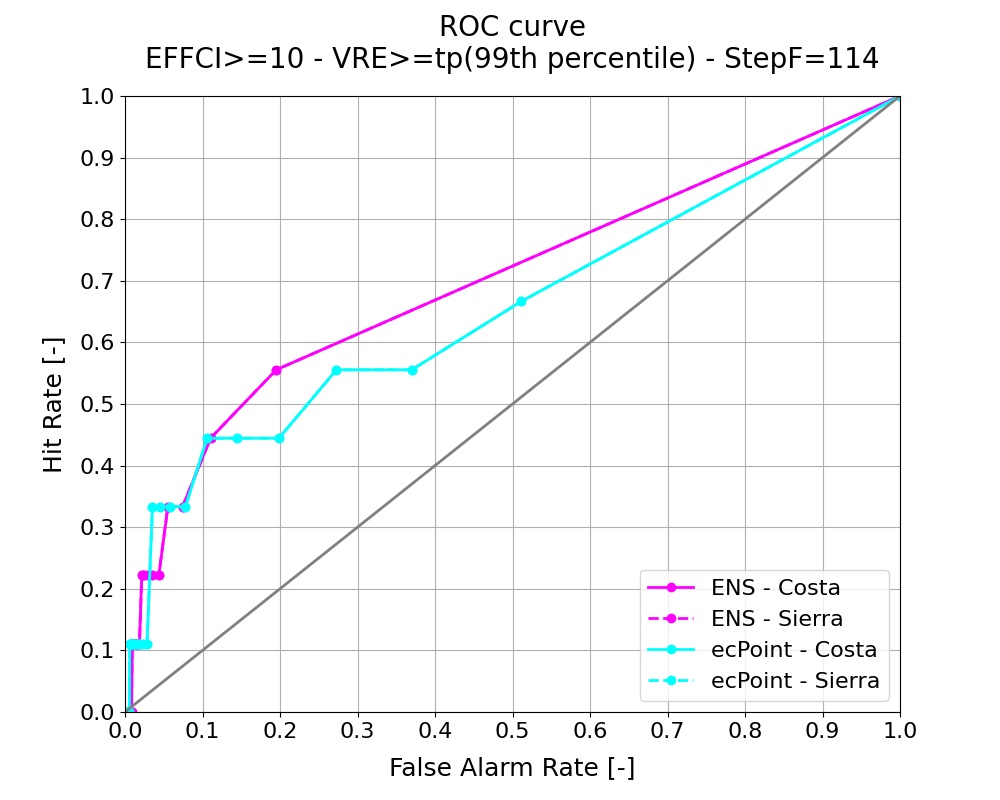 ROC curve
EFFCI>=10 - VRE>=tp(99th percentile) - StepF=114
1.0
0.9
0.8
0.7
0.6
0.5
0.4
0.3
0.2
0.1
0.0
Hit Rate [-]
ENS - Costa
ENS - Sierra
ecPoint - Costa
ecPoint - Sierra
0.0 0.1 0.2 0.3 0.4 0.5 0.6 0.7 0.8 0.9 1.0
False Alarm Rate [-]